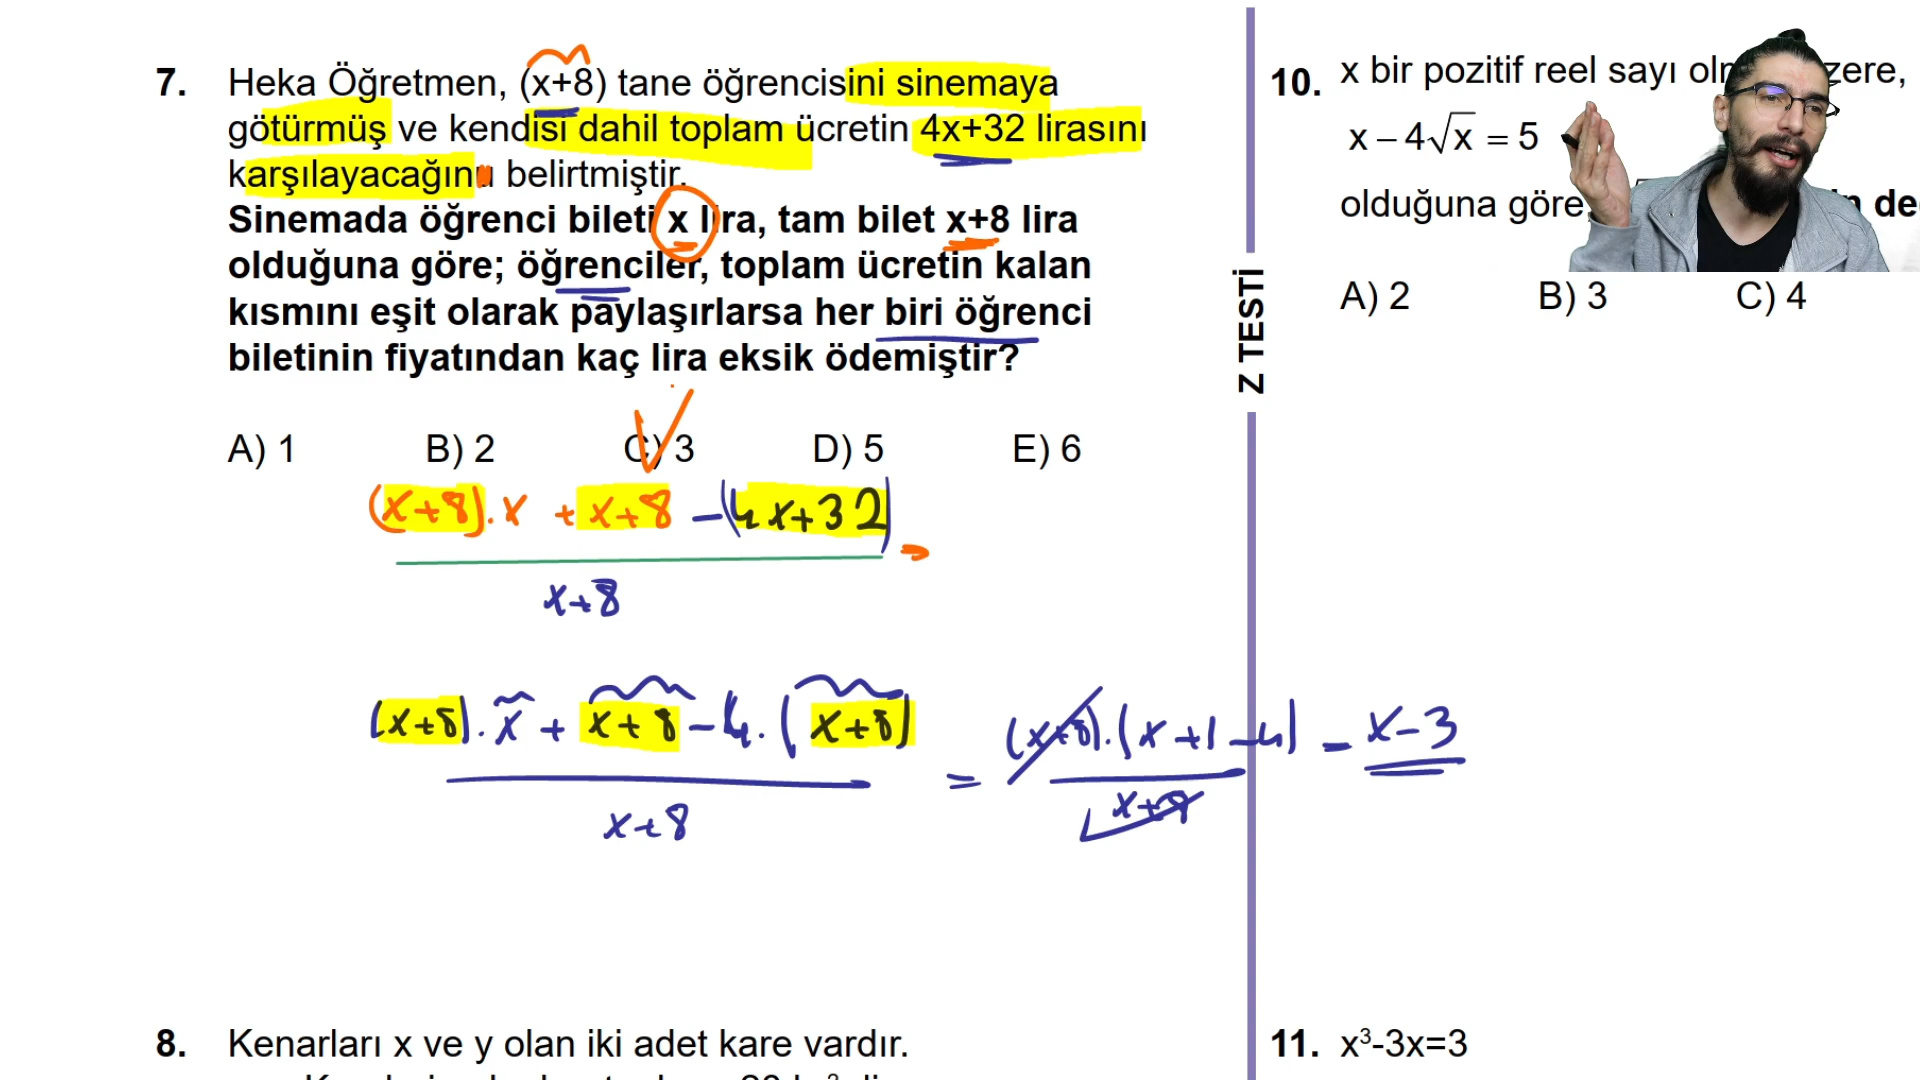 7. Heka Öğretmen, (x+8) tane öğrencisini sinemaya
götürmüş ve kendisi dahil toplam ücretin 4x+32 lirasını
karşılayacağını belirtmiştir.
Sinemada öğrenci bileti x lira, tam bilet x+8 lira
olduğuna göre; öğrenciler, toplam ücretin kalan
kısmını eşit olarak paylaşırlarsa her biri öğrenci
biletinin fiyatından kaç lira eksik ödemiştir?
A) 1 B) 2 C) 3 D) 5 E) 6
(x+8).x + x+8 -(4x+32)
x+8
(x+8).x + x+8 - 4.(x+8) = (x+8).(x+1-4) = x-3
x+8 x+8
8. Kenarları x ve y olan iki adet kare vardır.
Z TESTİ
10. x bir pozitif reel sayı
x – 4√x = 5
olduğuna göre
A) 2 B) 3 C) 4
11. x³-3x=3